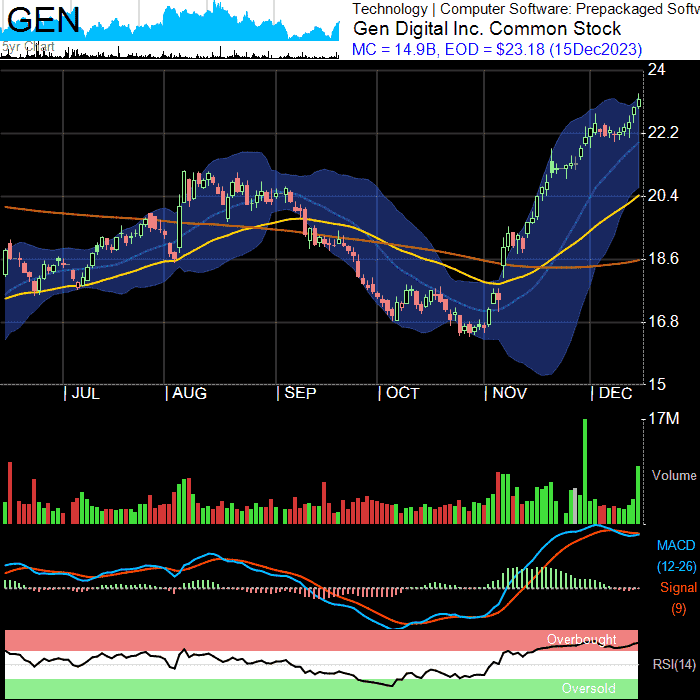 GEN
5yr Chart
Technology | Computer Software: Prepackaged Softw
Gen Digital Inc. Common Stock
MC = 14.9B, EOD = $23.18 (15Dec2023)
24
22.2
20.4
18.6
16.8
15
| JUL
| AUG
| SEP
| OCT
| NOV
| DEC
17M
Volume
MACD
(12-26)
Signal
(9)
Overbought
RSI(14)
Oversold